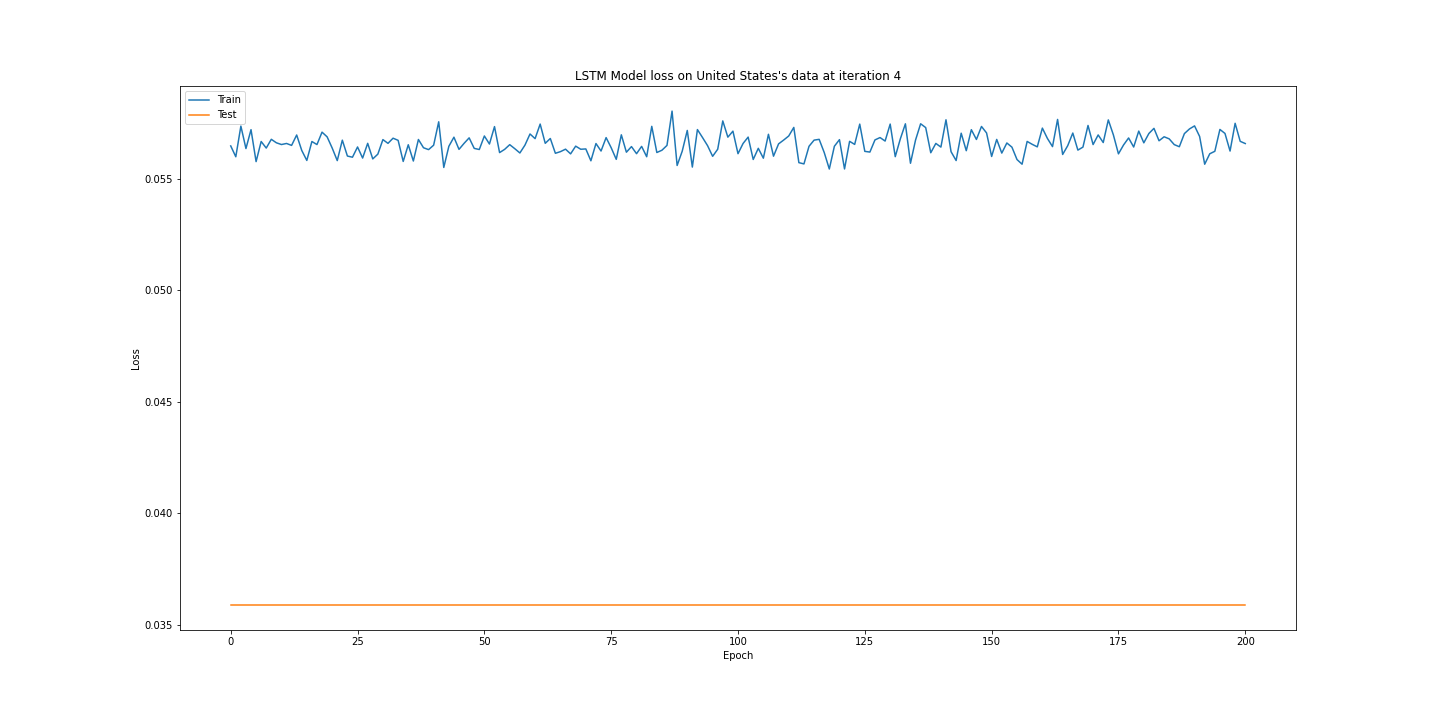 LSTM Model loss on United States's data at iteration 4
Train
Test
0.055
0.050
0.045
0.040
0.035
Loss
0 25 50 75 100 125 150 175 200
Epoch